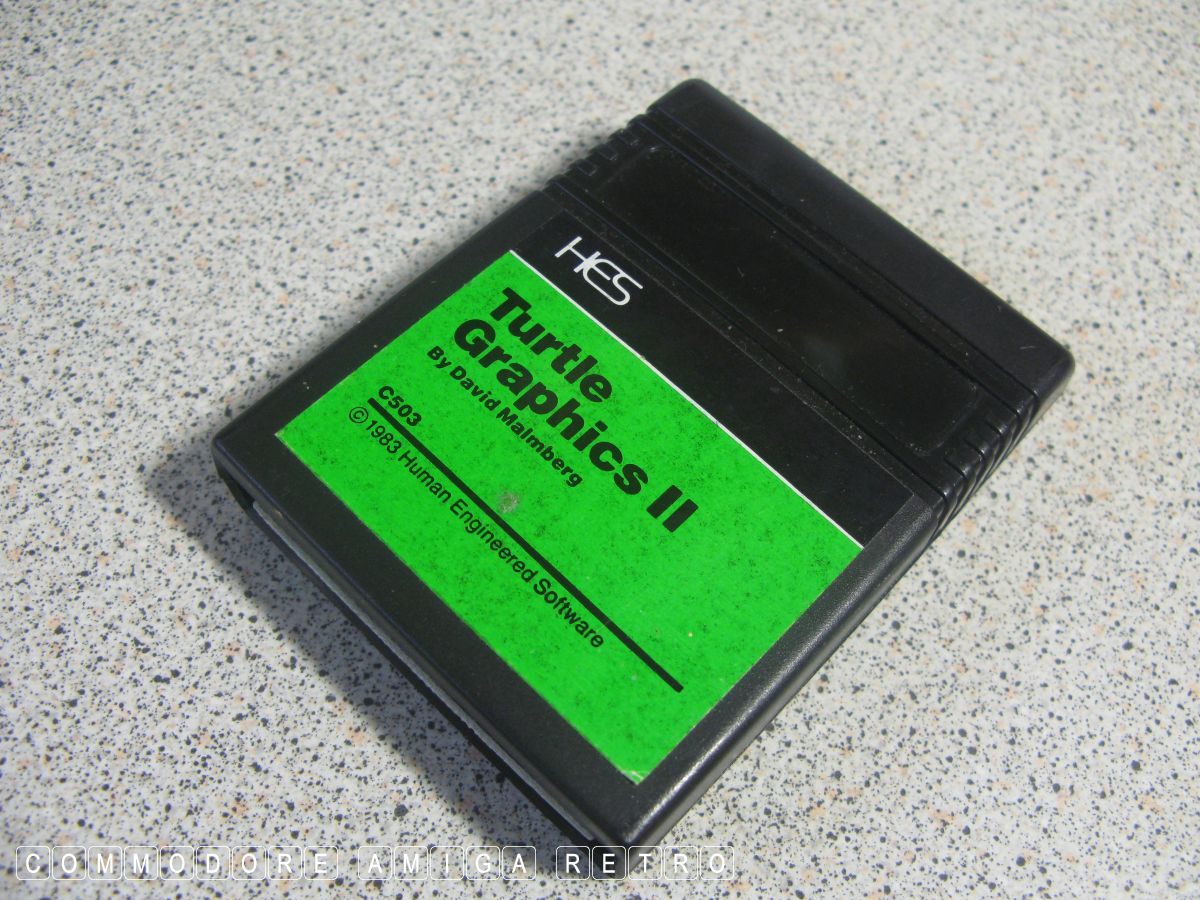 HES
Turtle
Graphics II
By David Malmberg
C503
©1983 Human Engineered Software
COMMODORE AMIGA RETRO